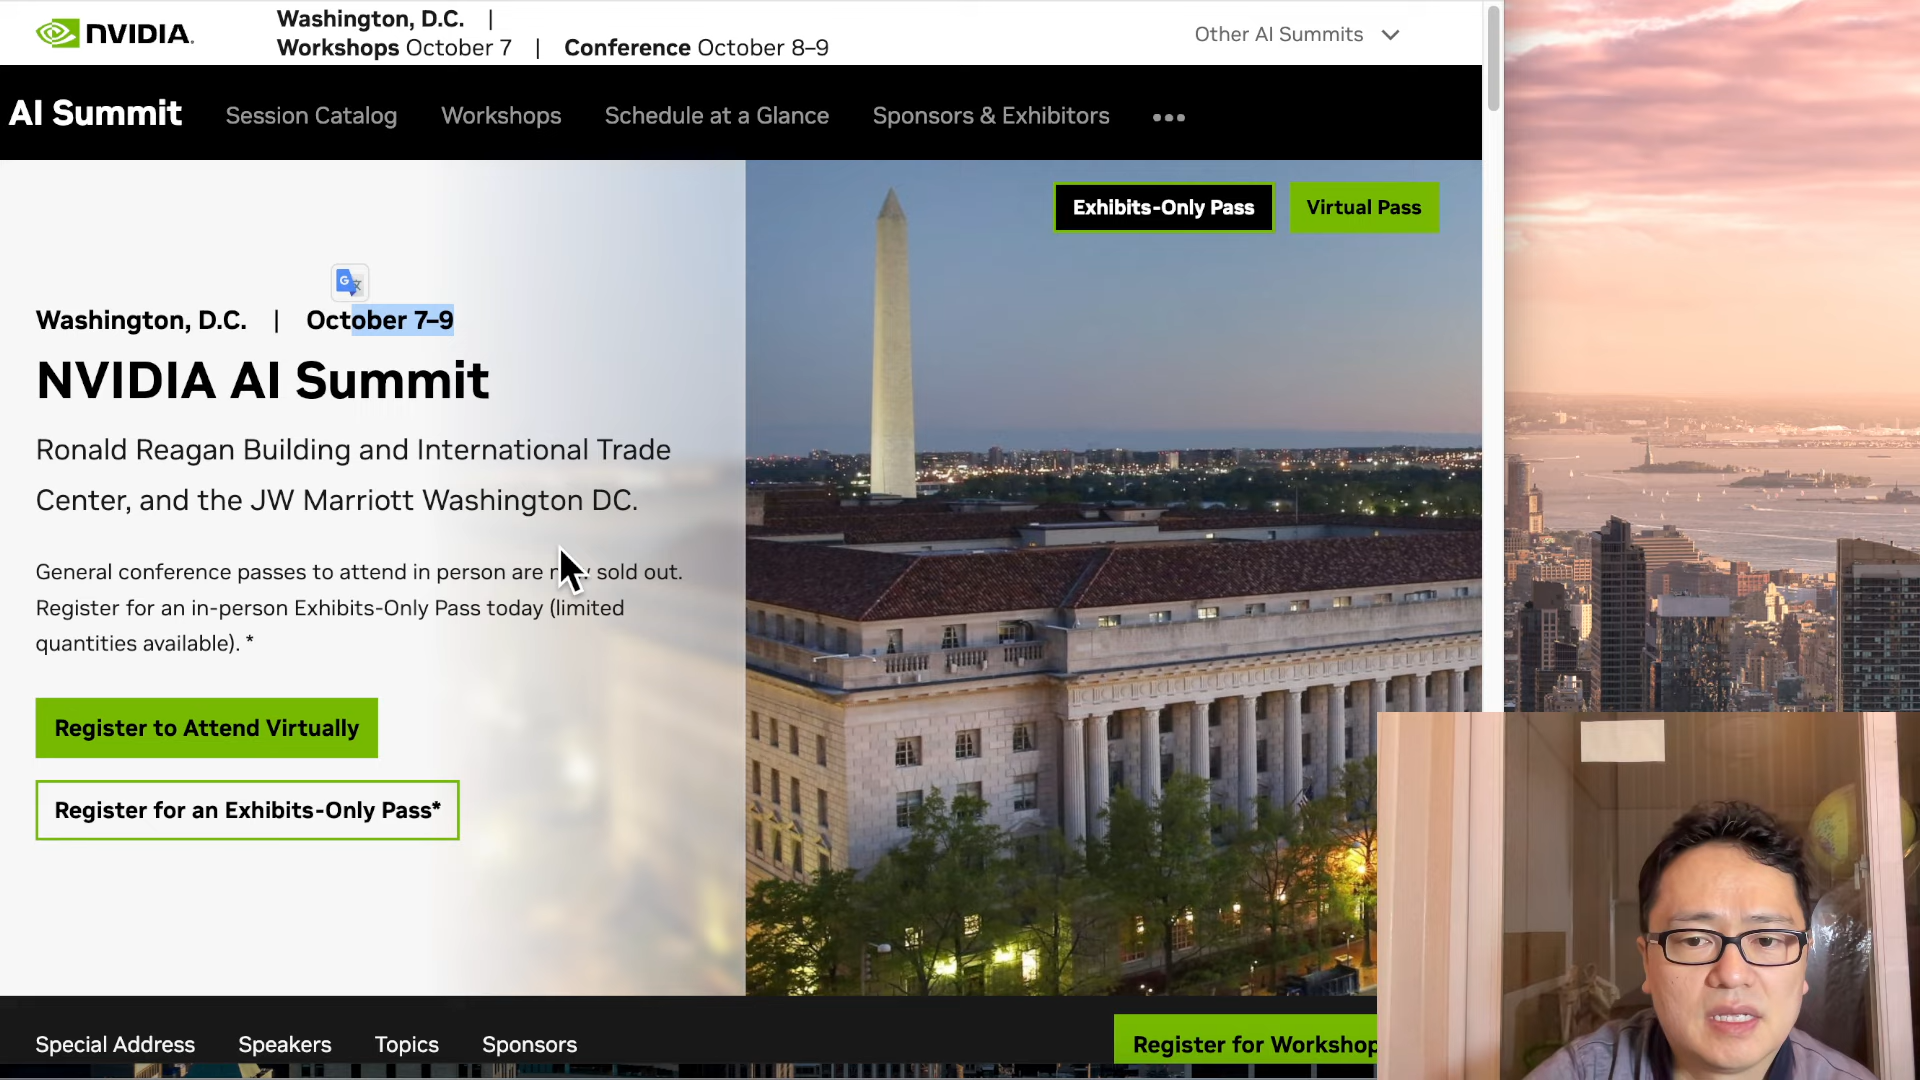 NVIDIA.
Washington, D.C. |
Workshops October 7 | Conference October 8–9
Other AI Summits
AI Summit
Session Catalog
Workshops
Schedule at a Glance
Sponsors & Exhibitors
•••
Exhibits-Only Pass
Virtual Pass
Washington, D.C. | October 7–9
NVIDIA AI Summit
Ronald Reagan Building and International Trade
Center, and the JW Marriott Washington DC.
General conference passes to attend in person are sold out.
Register for an in-person Exhibits-Only Pass today (limited
quantities available). *
Register to Attend Virtually
Register for an Exhibits-Only Pass*
Special Address
Speakers
Topics
Sponsors
Register for Workshop